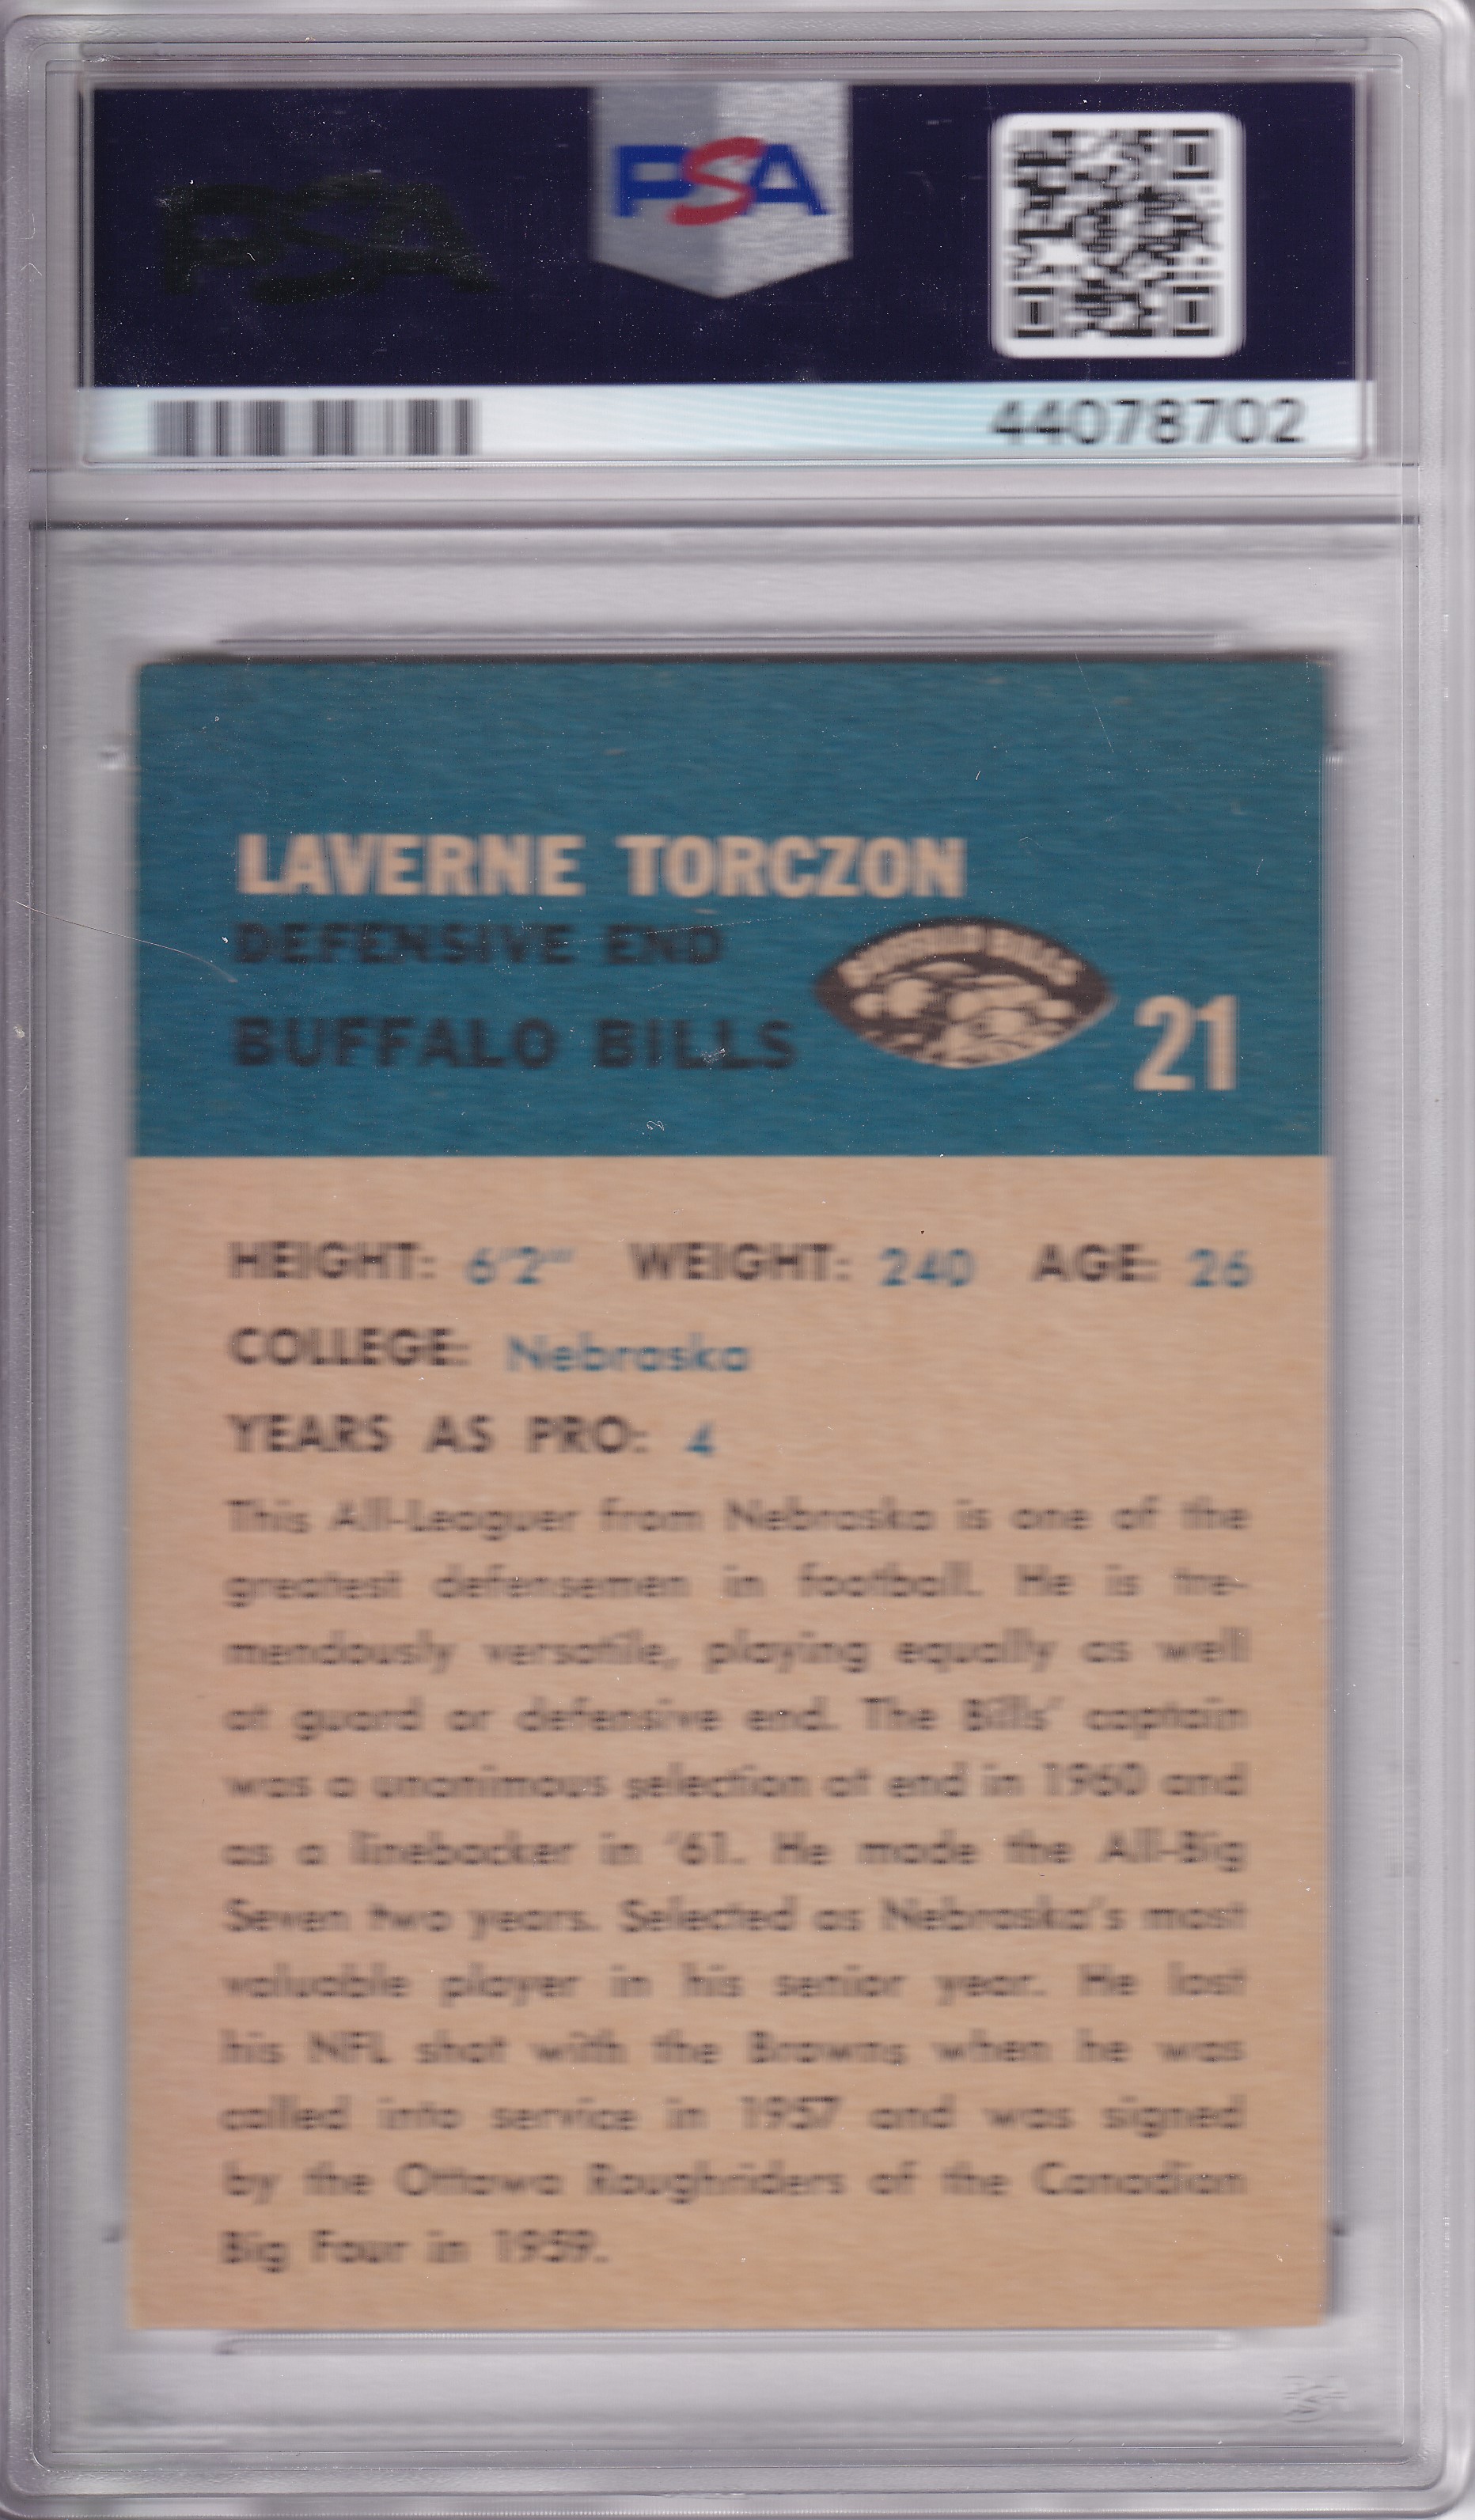 PSA
PSA
44078702
LAVERNE TORCZON
DEFENSIVE END
BUFFALO BILLS
BUFFALO BILLS
21
HEIGHT: 6'2" WEIGHT: 240 AGE: 26
COLLEGE: Nebraska
YEARS AS PRO: 4
This All-Leaguer from Nebraska is one of the
greatest defensemen in football. He is tre-
mendously versatile, playing equally as well
at guard or defensive end. The Bills' captain
was a unanimous selection at end in 1960 and
as a linebacker in '61. He made the All-Big
Seven two years. Selected as Nebraska's most
valuable player in his senior year. He lost
his NFL shot with the Browns when he was
called into service in 1957 and was signed
by the Ottawa Roughriders of the Canadian
Big Four in 1959.